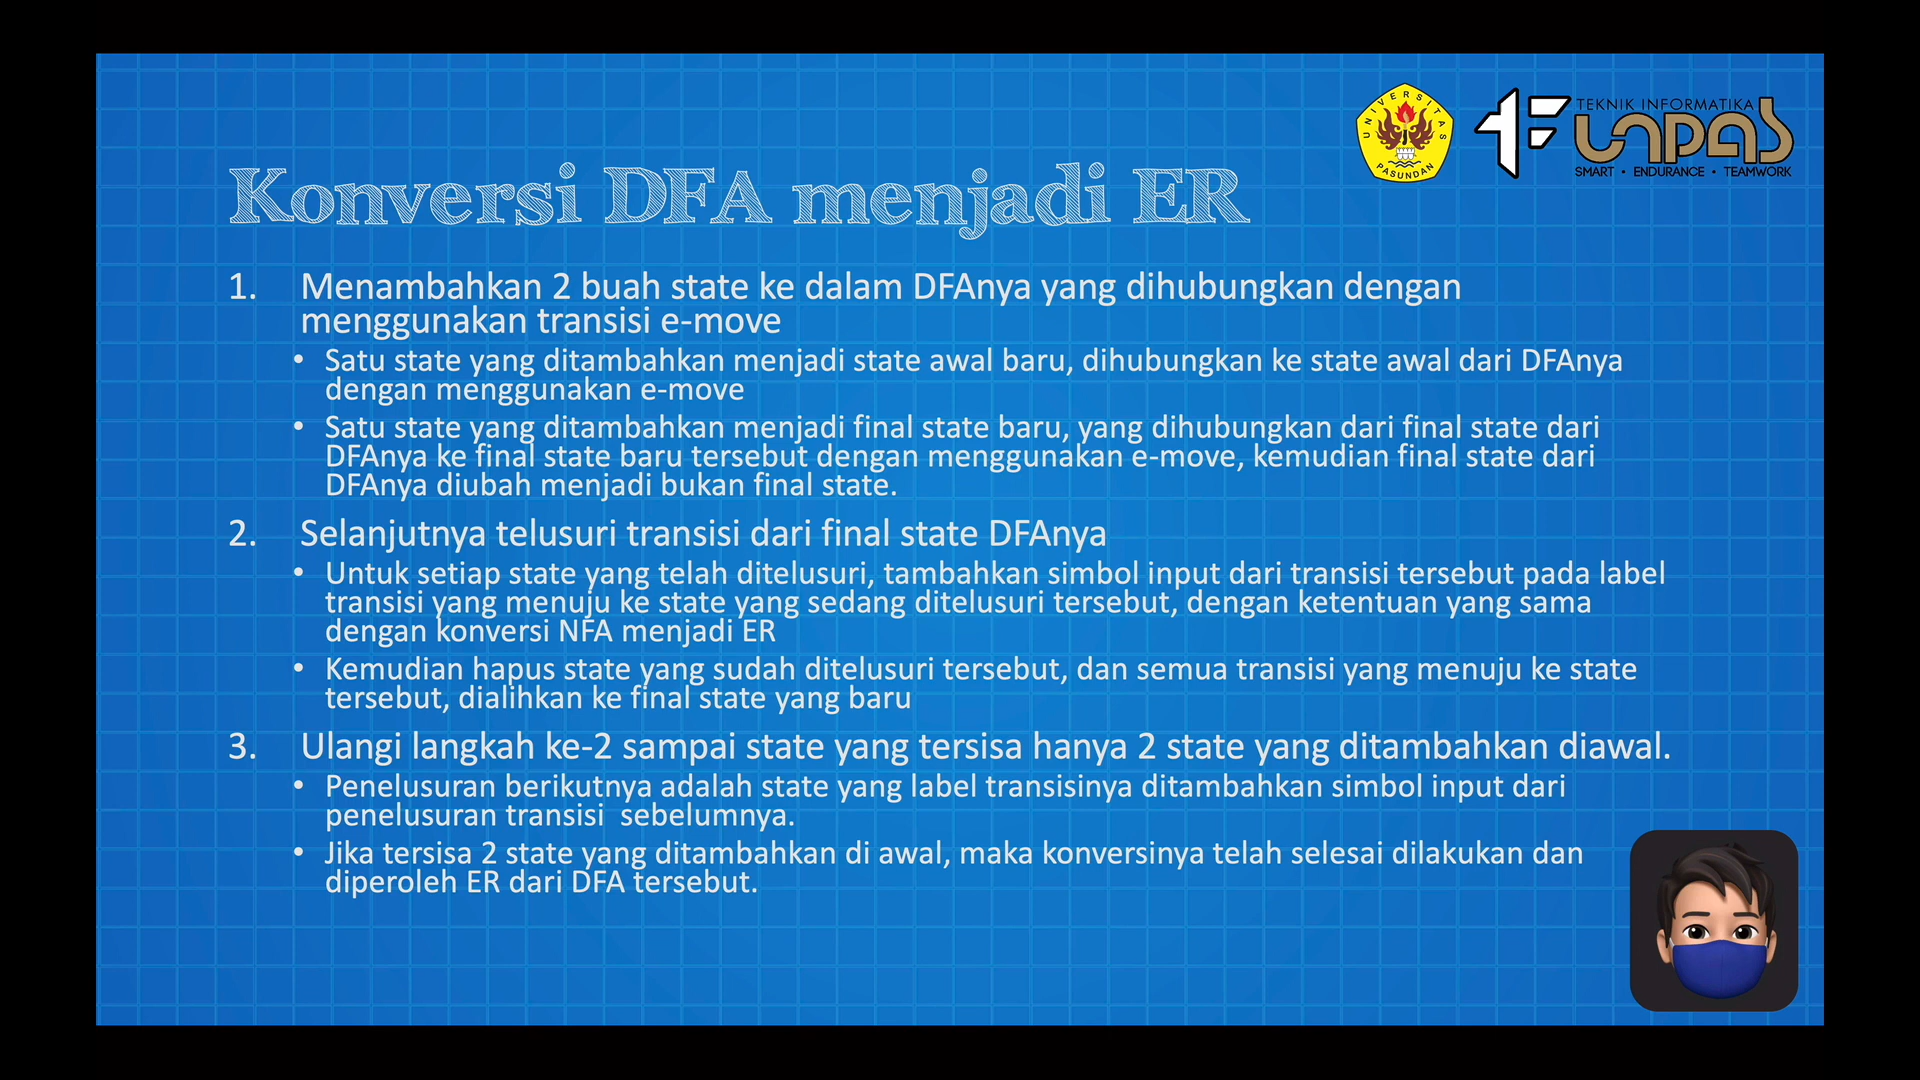 UNIVERSITAS
PASUNDAN
TEKNIK INFORMATIKA
UNPAS
SMART • ENDURANCE • TEAMWORK
Konversi DFA menjadi ER
1. Menambahkan 2 buah state ke dalam DFAnya yang dihubungkan dengan
menggunakan transisi e-move
• Satu state yang ditambahkan menjadi state awal baru, dihubungkan ke state awal dari DFAnya
dengan menggunakan e-move
• Satu state yang ditambahkan menjadi final state baru, yang dihubungkan dari final state dari
DFAnya ke final state baru tersebut dengan menggunakan e-move, kemudian final state dari
DFAnya diubah menjadi bukan final state.
2. Selanjutnya telusuri transisi dari final state DFAnya
• Untuk setiap state yang telah ditelusuri, tambahkan simbol input dari transisi tersebut pada label
transisi yang menuju ke state yang sedang ditelusuri tersebut, dengan ketentuan yang sama
dengan konversi NFA menjadi ER
• Kemudian hapus state yang sudah ditelusuri tersebut, dan semua transisi yang menuju ke state
tersebut, dialihkan ke final state yang baru
3. Ulangi langkah ke-2 sampai state yang tersisa hanya 2 state yang ditambahkan diawal.
• Penelusuran berikutnya adalah state yang label transisinya ditambahkan simbol input dari
penelusuran transisi  sebelumnya.
• Jika tersisa 2 state yang ditambahkan di awal, maka konversinya telah selesai dilakukan dan
diperoleh ER dari DFA tersebut.